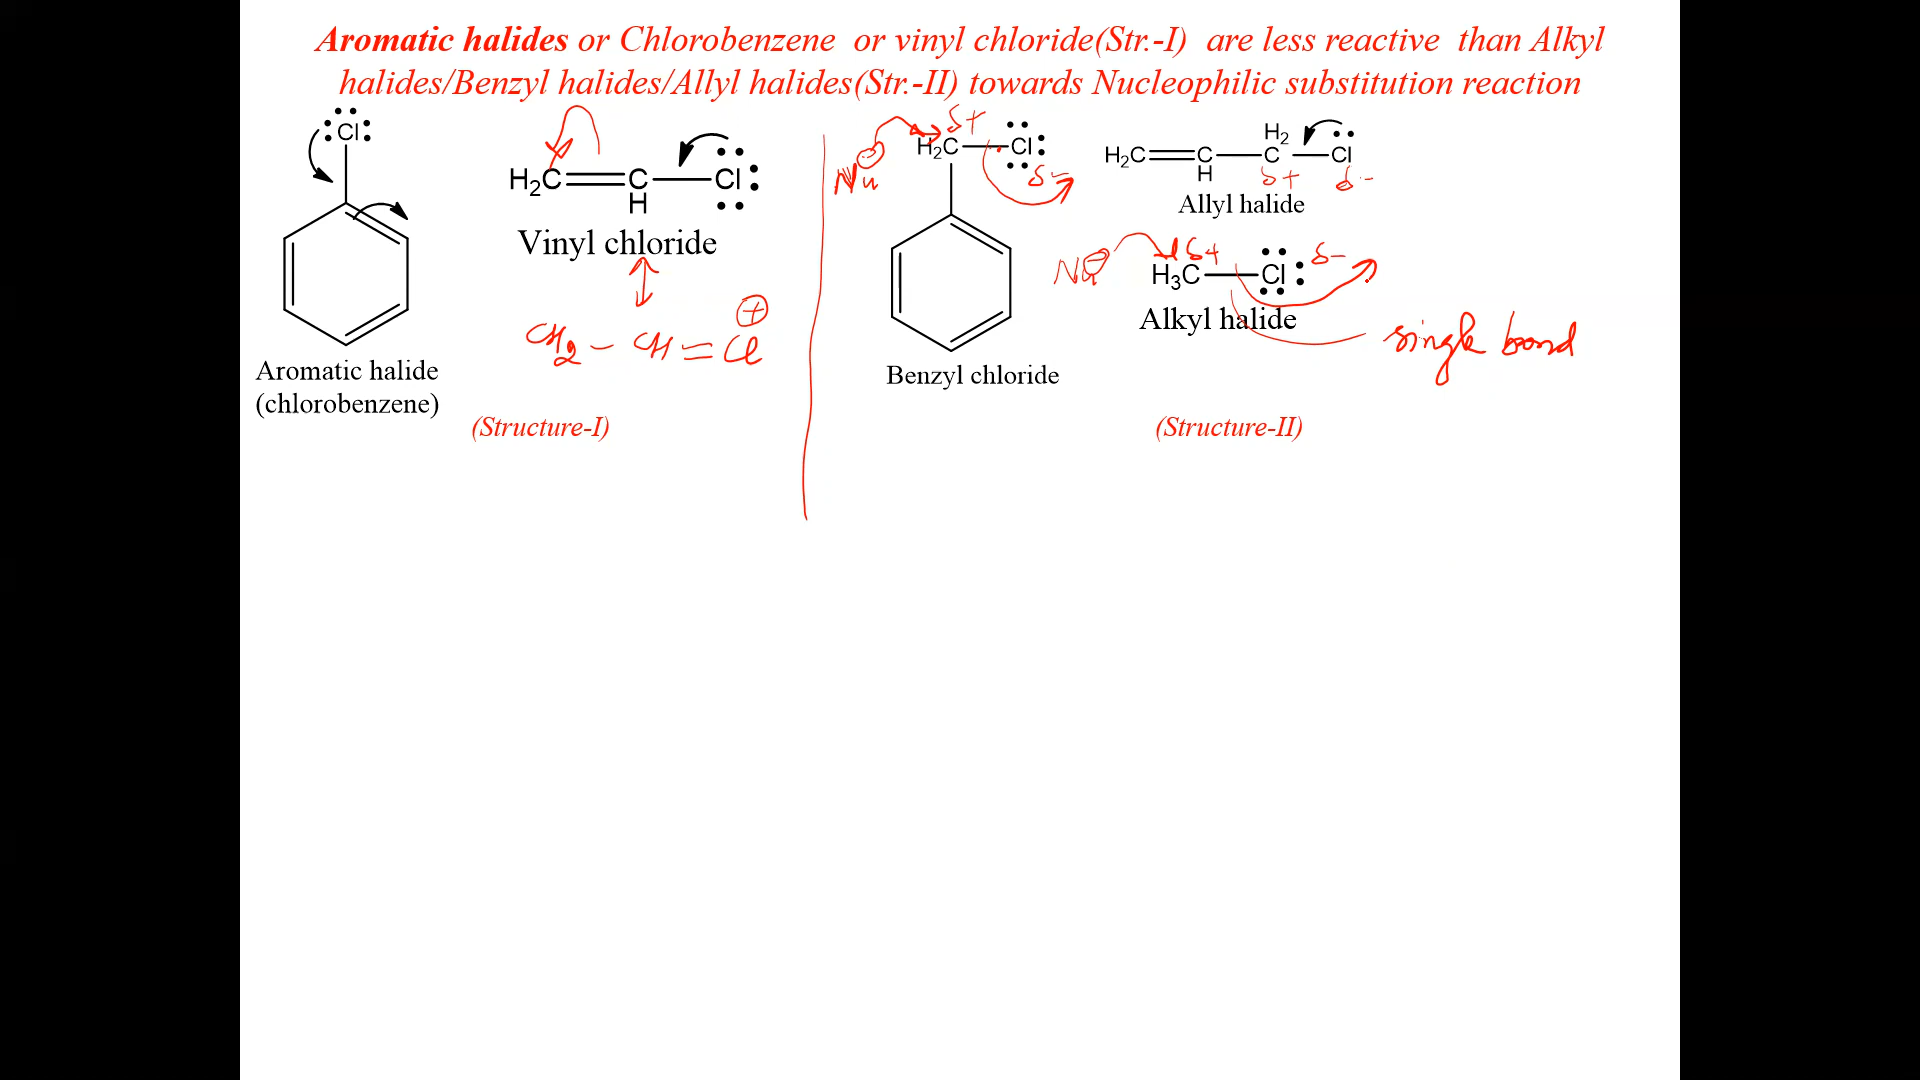 Aromatic halides or Chlorobenzene or vinyl chloride(Str.-I) are less reactive than Alkyl
halides/Benzyl halides/Allyl halides(Str.-II) towards Nucleophilic substitution reaction
Cl
H₂C C Cl
H
Vinyl chloride
CH₂ – CH = Cl ⊕
Aromatic halide
(chlorobenzene)
(Structure-I)
Nu⊖
δ+
H₂C Cl
δ-
Benzyl chloride
H₂
H₂C C C Cl
H δ+ δ-
Allyl halide
Nu⊖ δ+ δ-
H₃C Cl
Alkyl halide
single bond
(Structure-II)